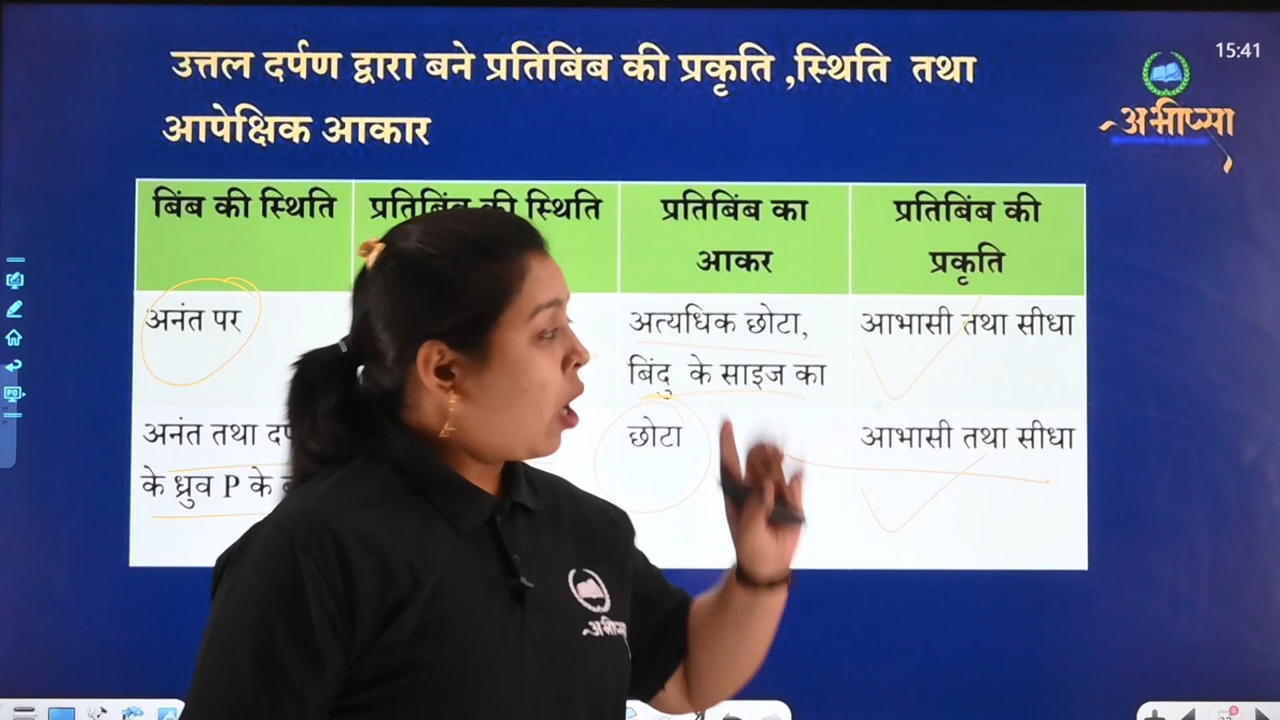 उत्तल दर्पण द्वारा बने प्रतिबिंब की प्रकृति ,स्थिति तथा
आपेक्षिक आकार
15:41
अभीप्सा
बिंब की स्थिति
प्रतिबिंब की स्थिति
प्रतिबिंब का
आकर
प्रतिबिंब की
प्रकृति
अनंत पर
अत्यधिक छोटा,
बिंदु के साइज का
आभासी तथा सीधा
अनंत तथा
के ध्रुव P के
छोटा
आभासी तथा सीधा
अभीप्सा